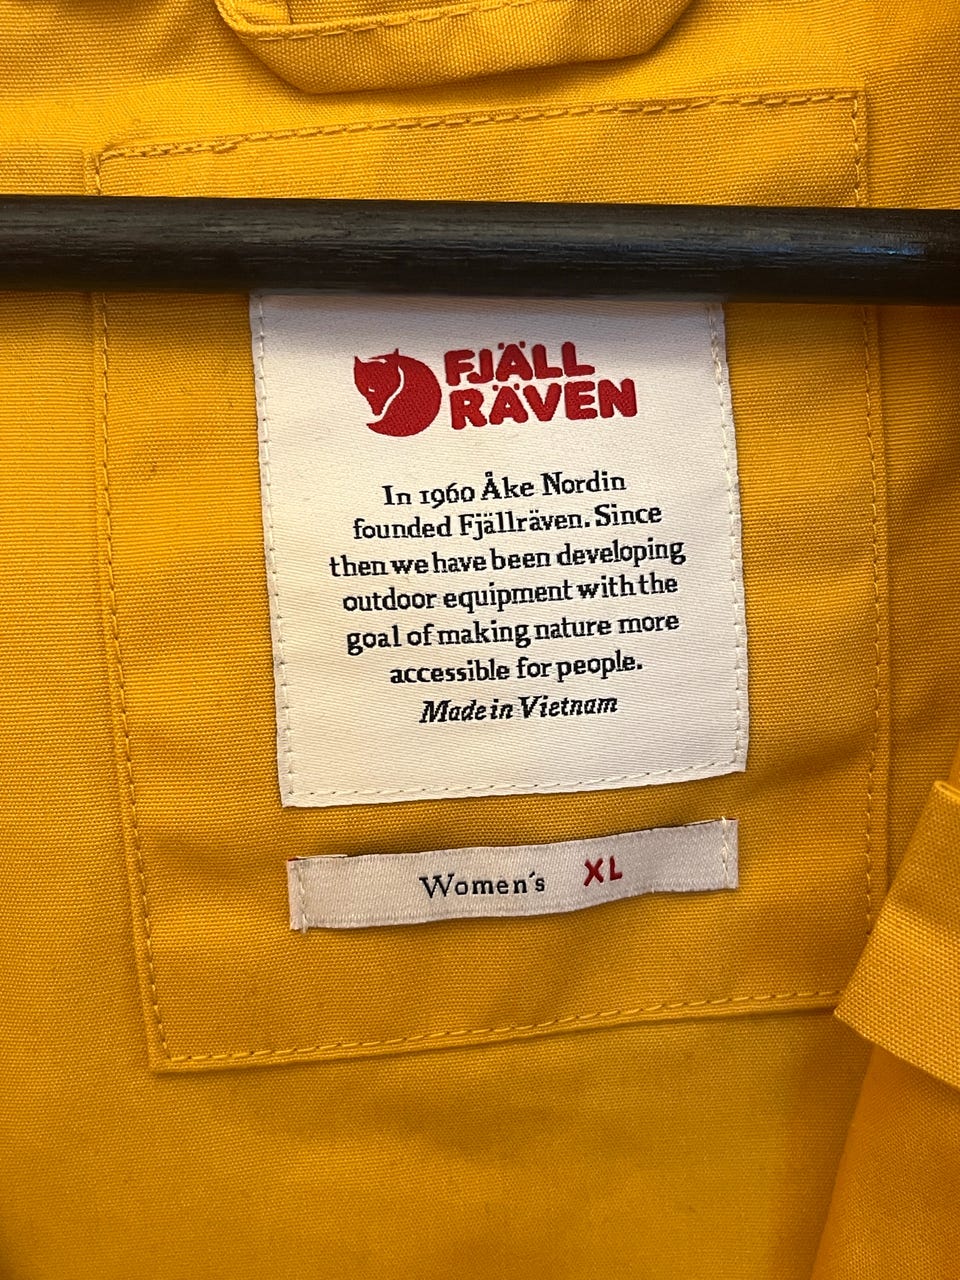 FJÄLL
RÄVEN
In 1960 Åke Nordin
founded Fjällräven. Since
then we have been developing
outdoor equipment with the
goal of making nature more
accessible for people.
Made in Vietnam
Women´s XL